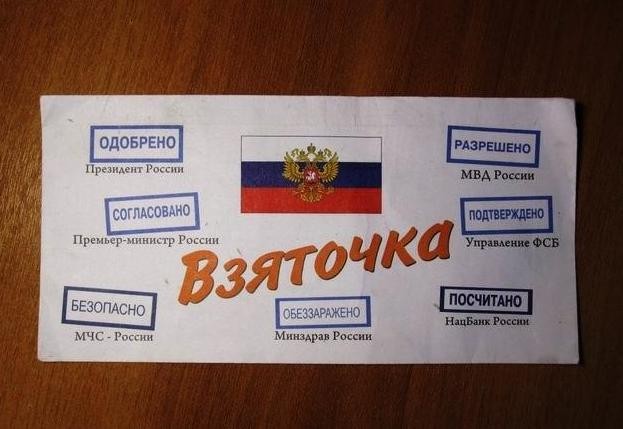 ОДОБРЕНО
Президент России
РАЗРЕШЕНО
МВД России
СОГЛАСОВАНО
Премьер-министр России
ПОДТВЕРЖДЕНО
Управление ФСБ
Взяточка
БЕЗОПАСНО
МЧС - России
ОБЕЗЗАРАЖЕНО
Минздрав России
ПОСЧИТАНО
НацБанк России